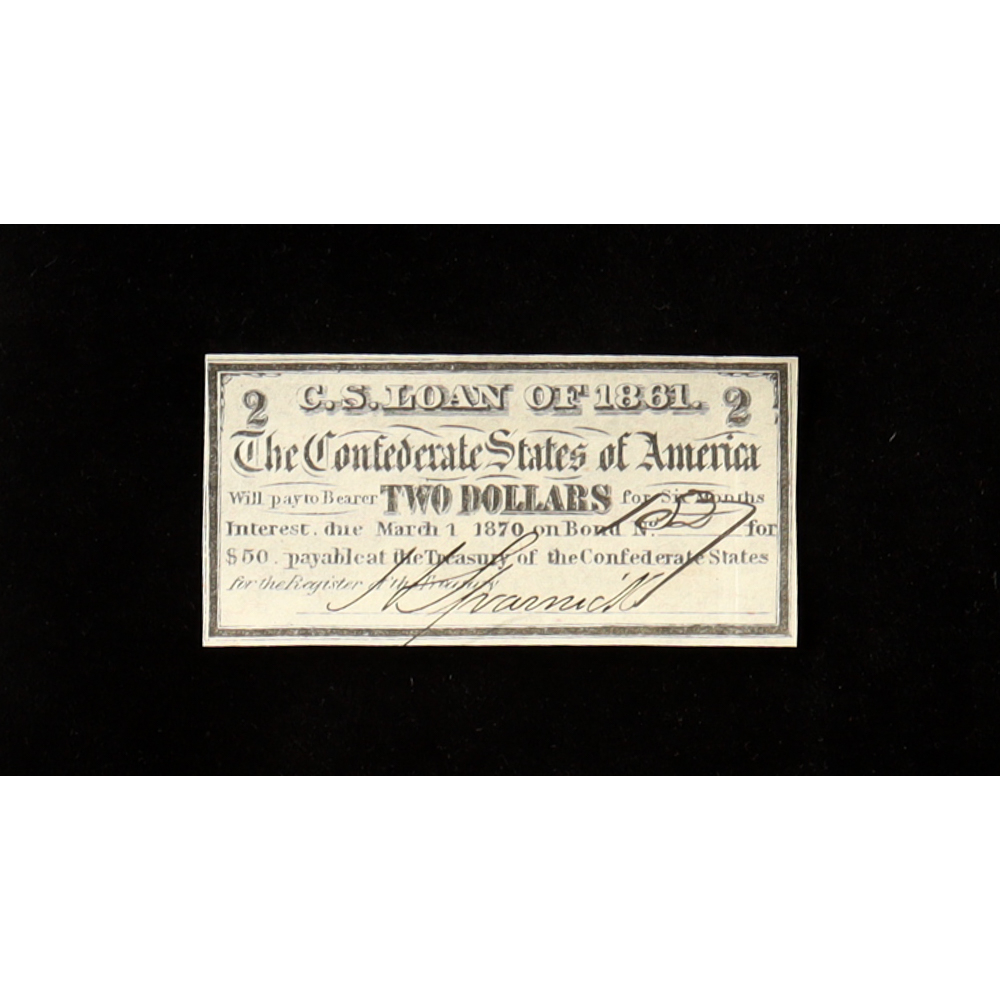 2 C. S. LOAN OF 1861. 2
The Confederate States of America
Will pay to Bearer TWO DOLLARS for Six Months
Interest, due March 1 1870 on Bond No. for
$50. payable at the Treasury of the Confederate States
for the Register of the Treasury